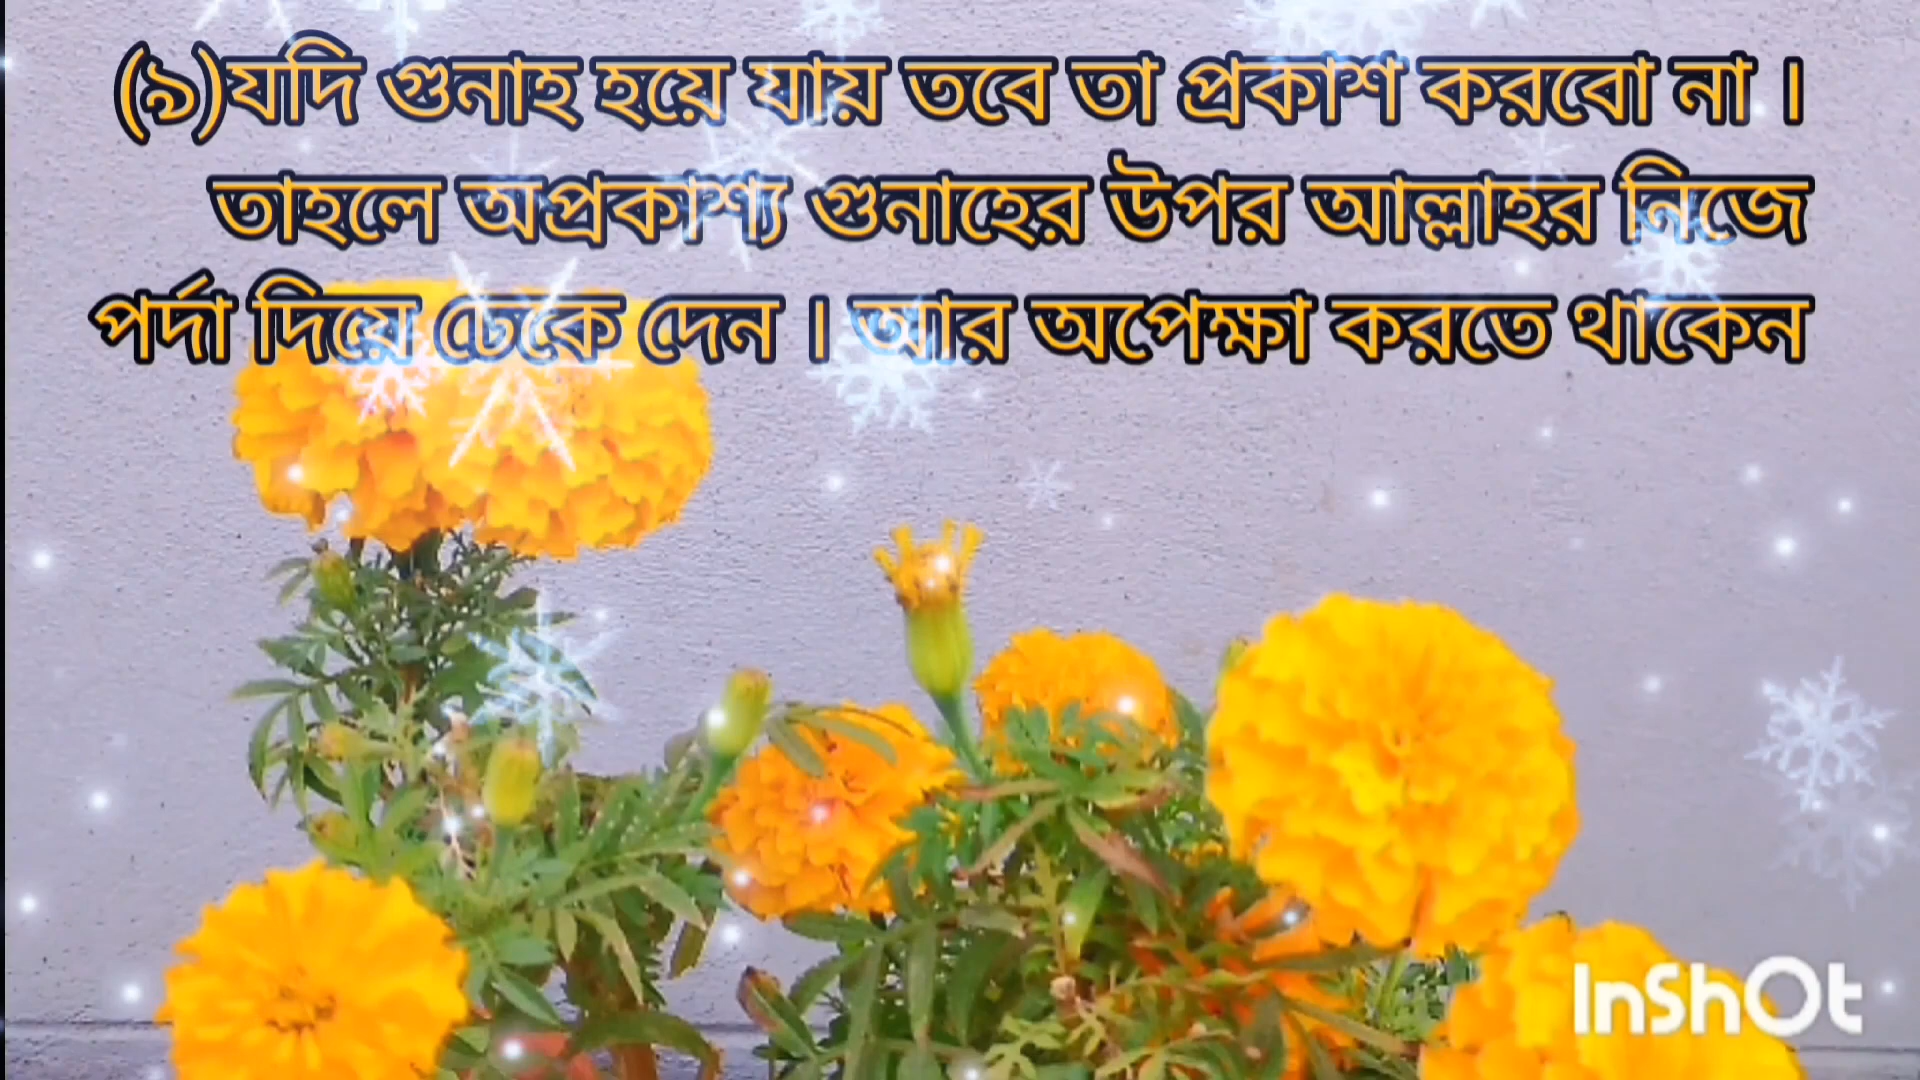 (৯)যদি গুনাহ হয়ে যায় তবে তা প্রকাশ করবো না ।
তাহলে অপ্রকাশ্য গুনাহের উপর আল্লাহর নিজে
পর্দা দিয়ে ঢেকে দেন । আর অপেক্ষা করতে থাকেন
InShOt